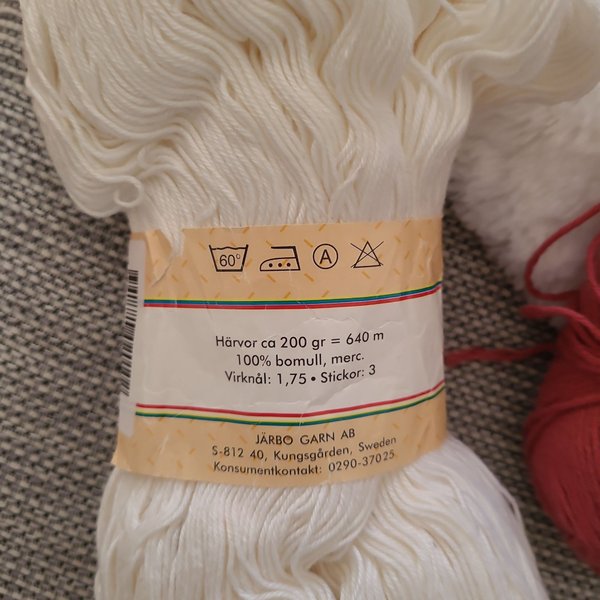 60°
A
Härvor ca 200 gr = 640 m
100% bomull, merc.
Virknål: 1,75 • Stickor: 3
JÄRBO GARN AB
S-812 40, Kungsgården, Sweden
Konsumentkontakt: 0290-37025